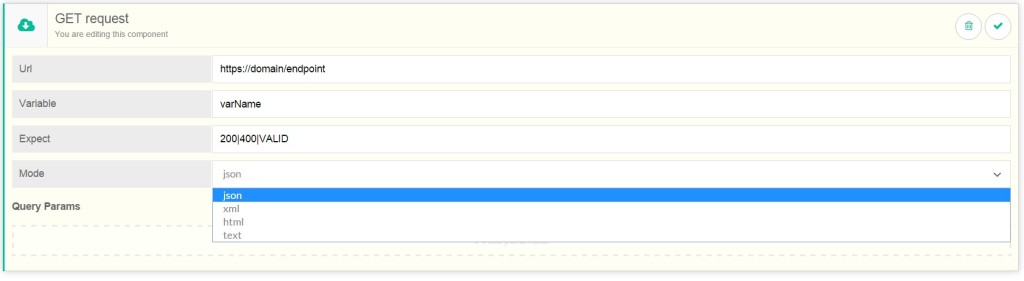 GET request
You are editing this component
Url
https://domain/endpoint
Variable
varName
Expect
200|400|VALID
Mode
json
json
xml
html
text
Query Params